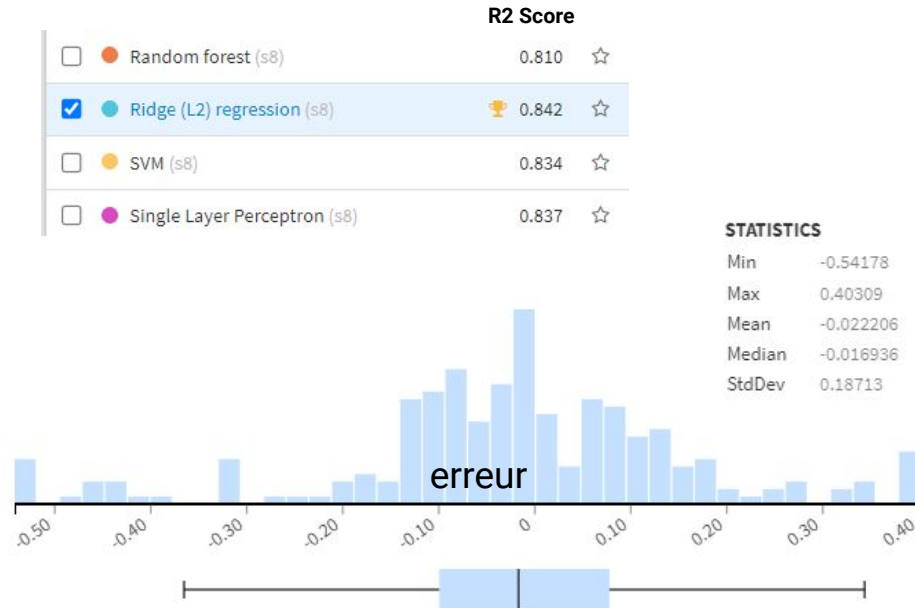 R2 Score
Random forest (s8) 0.810
Ridge (L2) regression (s8) 0.842
SVM (s8) 0.834
Single Layer Perceptron (s8) 0.837
STATISTICS
Min -0.54178
Max 0.40309
Mean -0.022206
Median -0.016936
StdDev 0.18713
erreur
-0.50 -0.40 -0.30 -0.20 -0.10 0 0.10 0.20 0.30 0.40